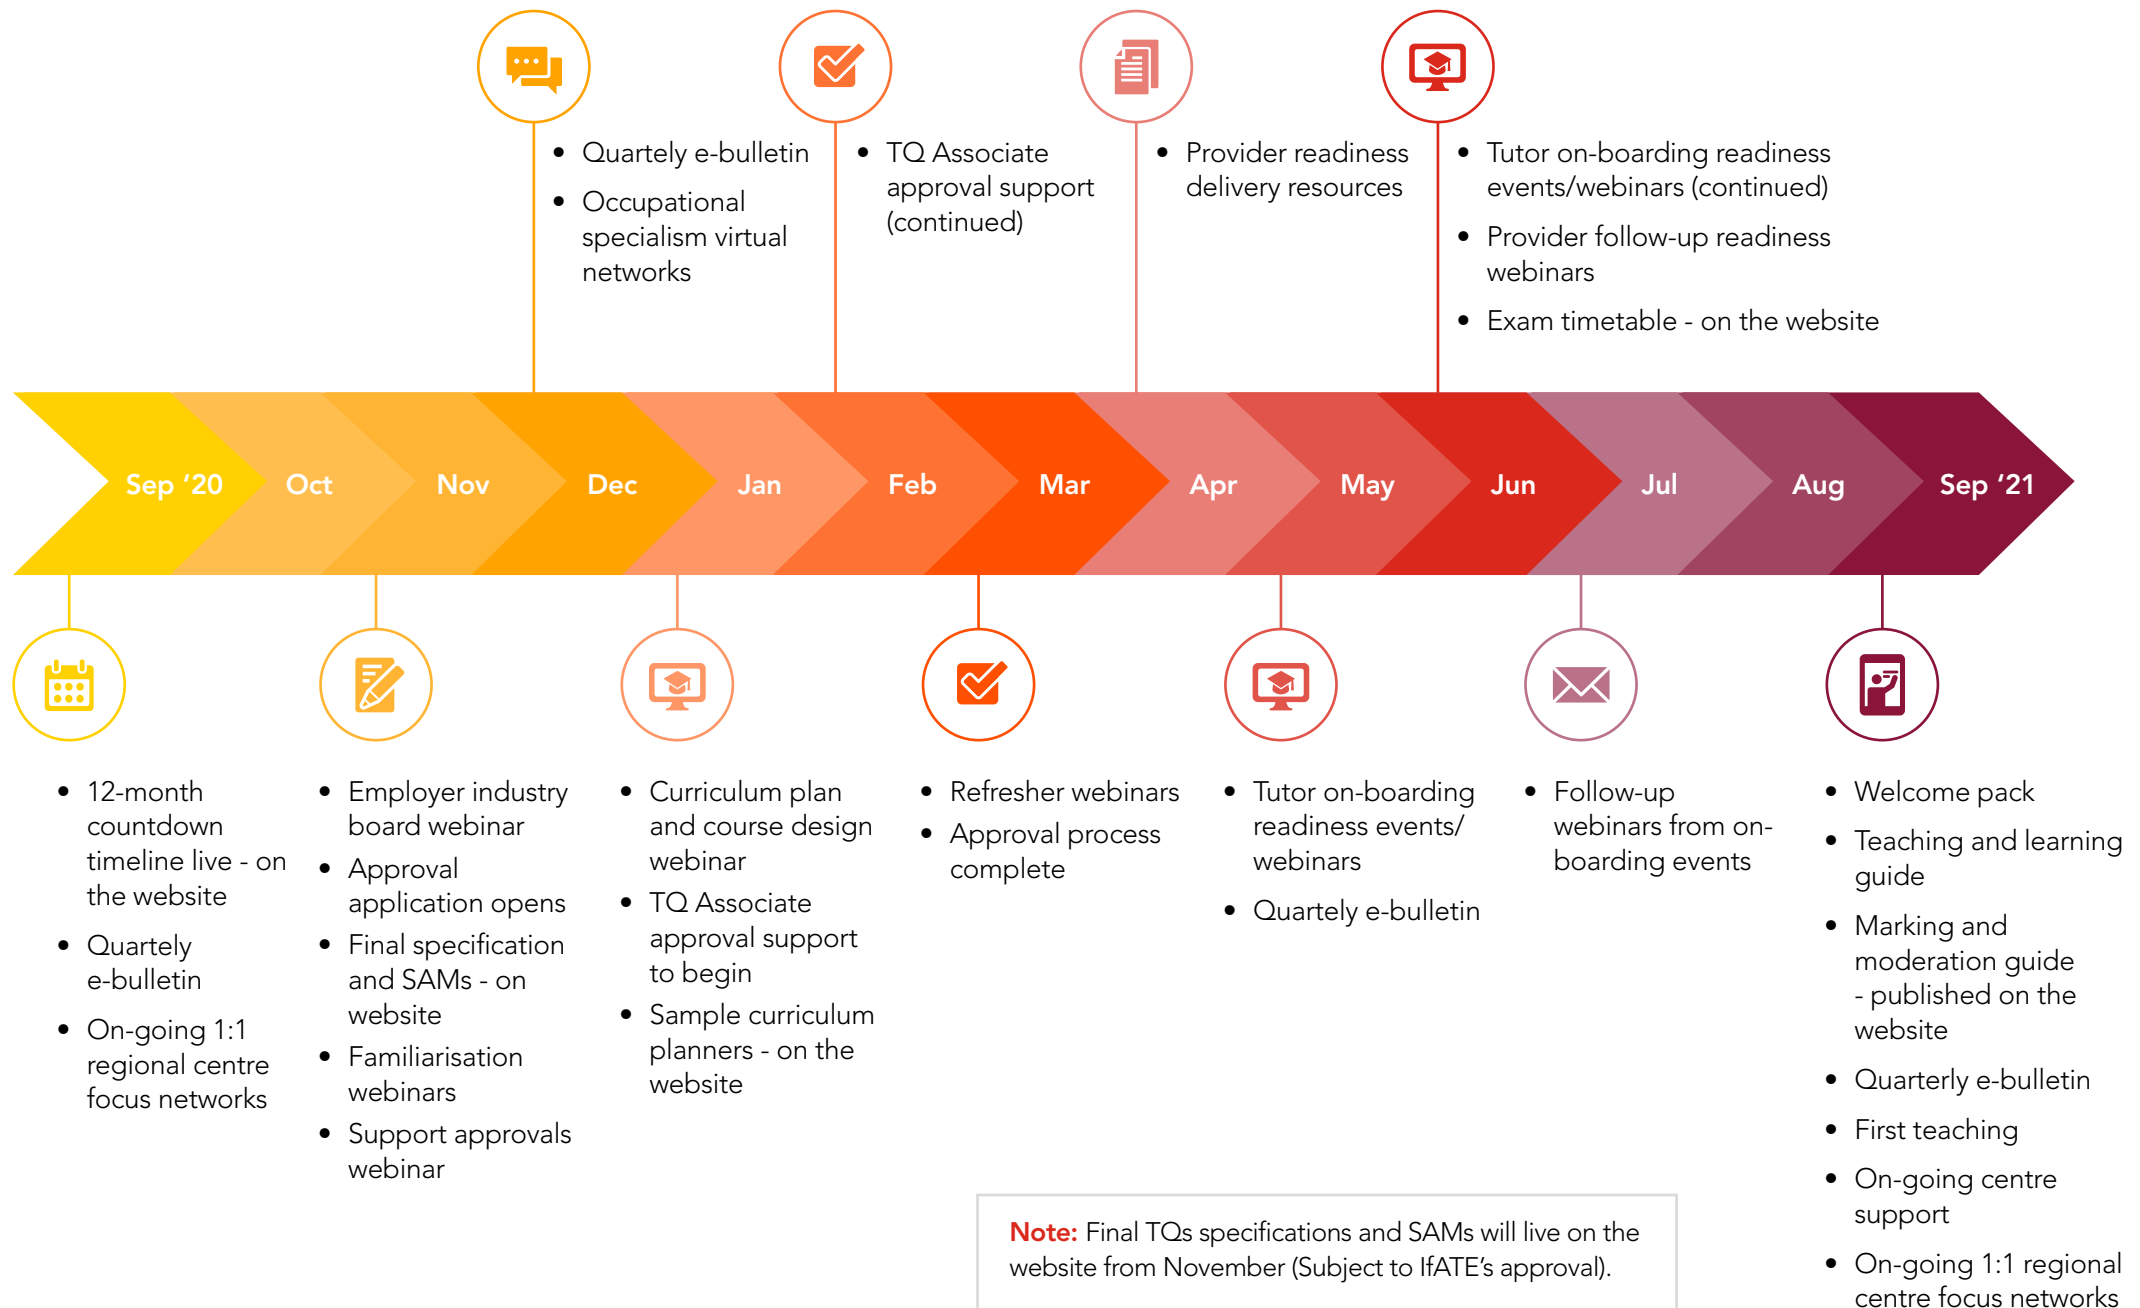 • Quartely e-bulletin
• Occupational
specialism virtual
networks
• TQ Associate
approval support
(continued)
• Provider readiness
delivery resources
• Tutor on-boarding readiness
events/webinars (continued)
• Provider follow-up readiness
webinars
• Exam timetable - on the website
Sep ‘20 Oct Nov Dec Jan Feb Mar Apr May Jun Jul Aug Sep ‘21
• 12-month
countdown
timeline live - on
the website
• Quartely
e-bulletin
• On-going 1:1
regional centre
focus networks
• Employer industry
board webinar
• Approval
application opens
• Final specification
and SAMs - on
website
• Familiarisation
webinars
• Support approvals
webinar
• Curriculum plan
and course design
webinar
• TQ Associate
approval support
to begin
• Sample curriculum
planners - on the
website
• Refresher webinars
• Approval process
complete
• Tutor on-boarding
readiness events/
webinars
• Quartely e-bulletin
• Follow-up
webinars from on-
boarding events
• Welcome pack
• Teaching and learning
guide
• Marking and
moderation guide
- published on the
website
• Quarterly e-bulletin
• First teaching
• On-going centre
support
• On-going 1:1 regional
centre focus networks
Note: Final TQs specifications and SAMs will live on the
website from November (Subject to IfATE’s approval).